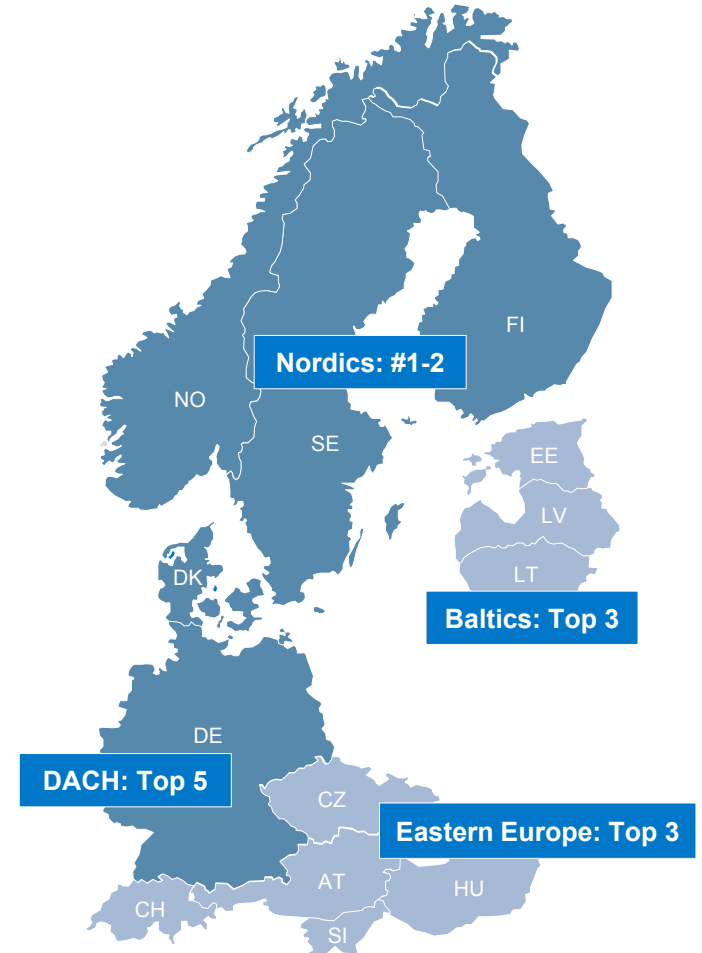 FI
Nordics: #1-2
NO
SE
EE
LV
LT
DK
Baltics: Top 3
DE
DACH: Top 5
CZ
Eastern Europe: Top 3
AT
HU
CH
SI